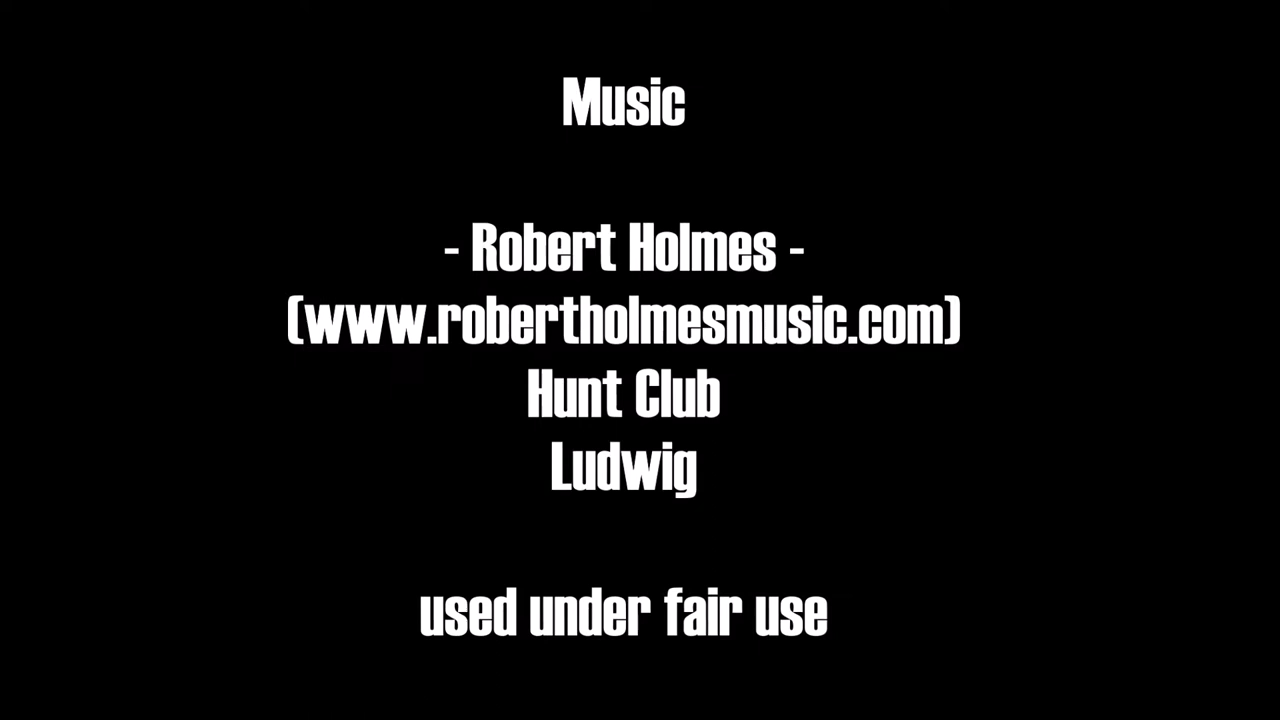 Music
- Robert Holmes -
(www.robertholmesmusic.com)
Hunt Club
Ludwig
used under fair use